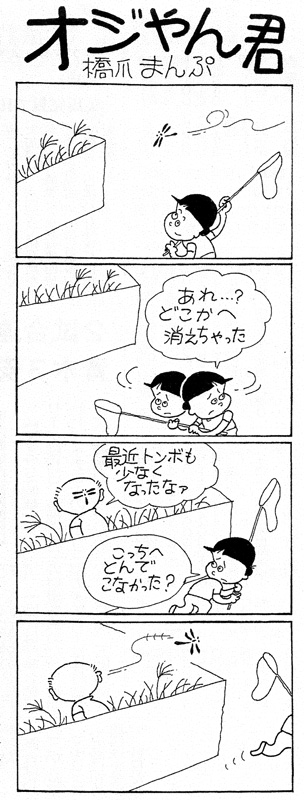 オジやん君
橋爪まんぷ
あれ…?
どこかへ
消えちゃった
最近トンボも
少なく
なったなァ
こっちへ
とんで
こなかった?